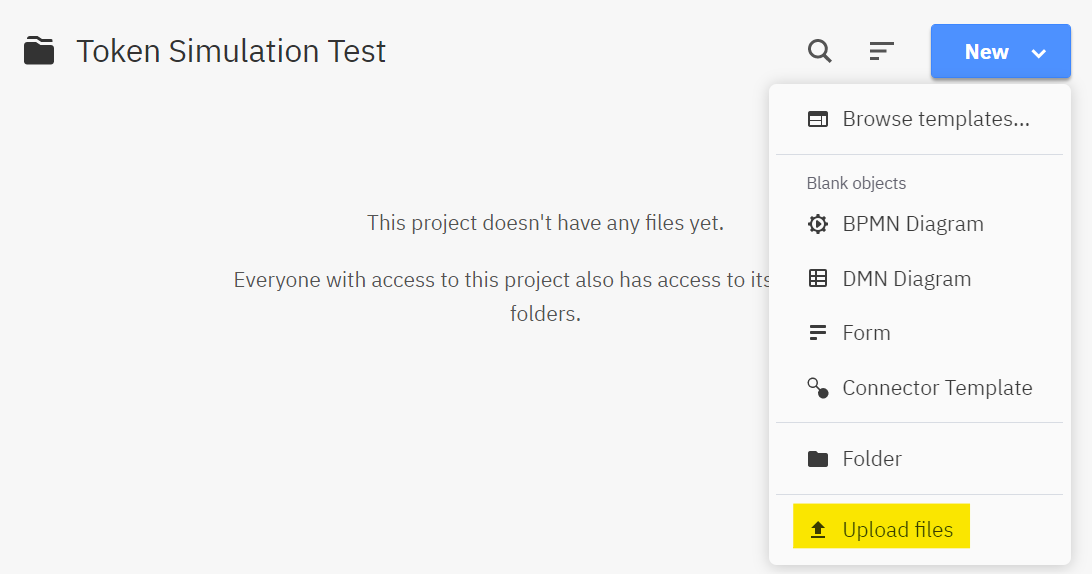 Token Simulation Test
New
Browse templates...
Blank objects
BPMN Diagram
DMN Diagram
Form
Connector Template
Folder
Upload files
This project doesn't have any files yet.
Everyone with access to this project also has access to its
folders.